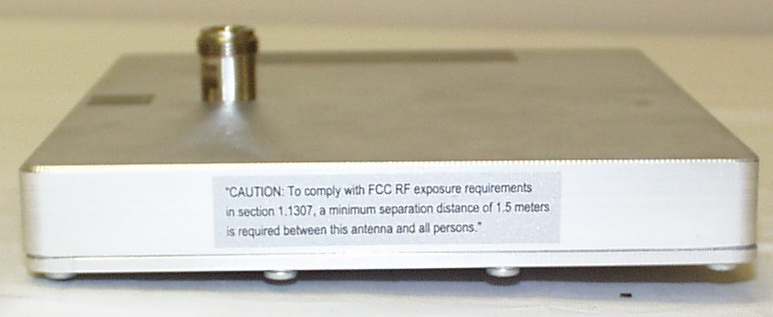 "CAUTION: To comply with FCC RF exposure requirements
in section 1.1307, a minimum separation distance of 1.5 meters
is required between this antenna and all persons."